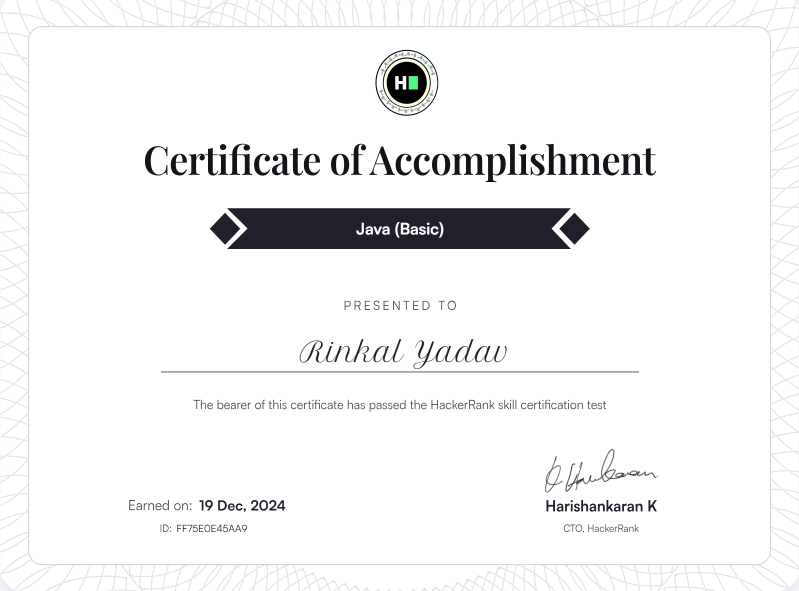 H
Certificate of Accomplishment
Java (Basic)
PRESENTED TO
Rinkal Yadav
The bearer of this certificate has passed the HackerRank skill certification test
Earned on: 19 Dec, 2024
ID: FF75E0E45AA9
Harishankaran K
CTO, HackerRank